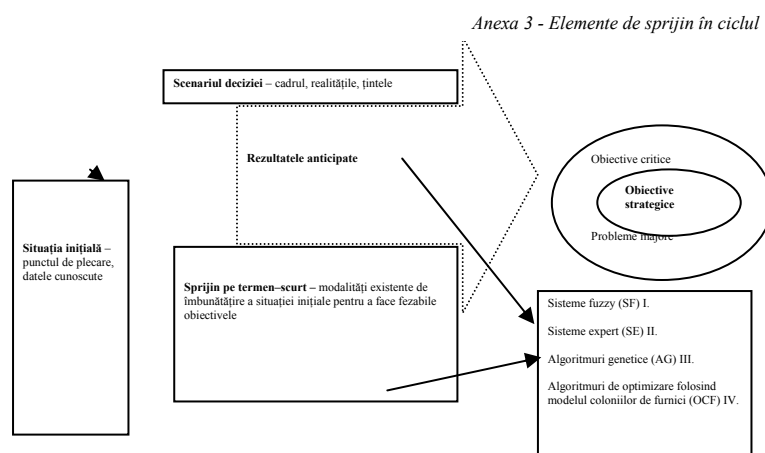 Anexa 3 - Elemente de sprijin în ciclul
Scenariul deciziei – cadrul, realitățile, țintele
Rezultatele anticipate
Situația inițială –
punctul de plecare,
datele cunoscute
Sprijin pe termen–scurt – modalități existente de
îmbunătățire a situației inițiale pentru a face fezabile
obiectivele
Obiective critice
Obiective
strategice
Probleme majore
Sisteme fuzzy (SF) I.
Sisteme expert (SE) II.
Algoritmuri genetice (AG) III.
Algoritmuri de optimizare folosind
modelul coloniilor de furnici (OCF) IV.